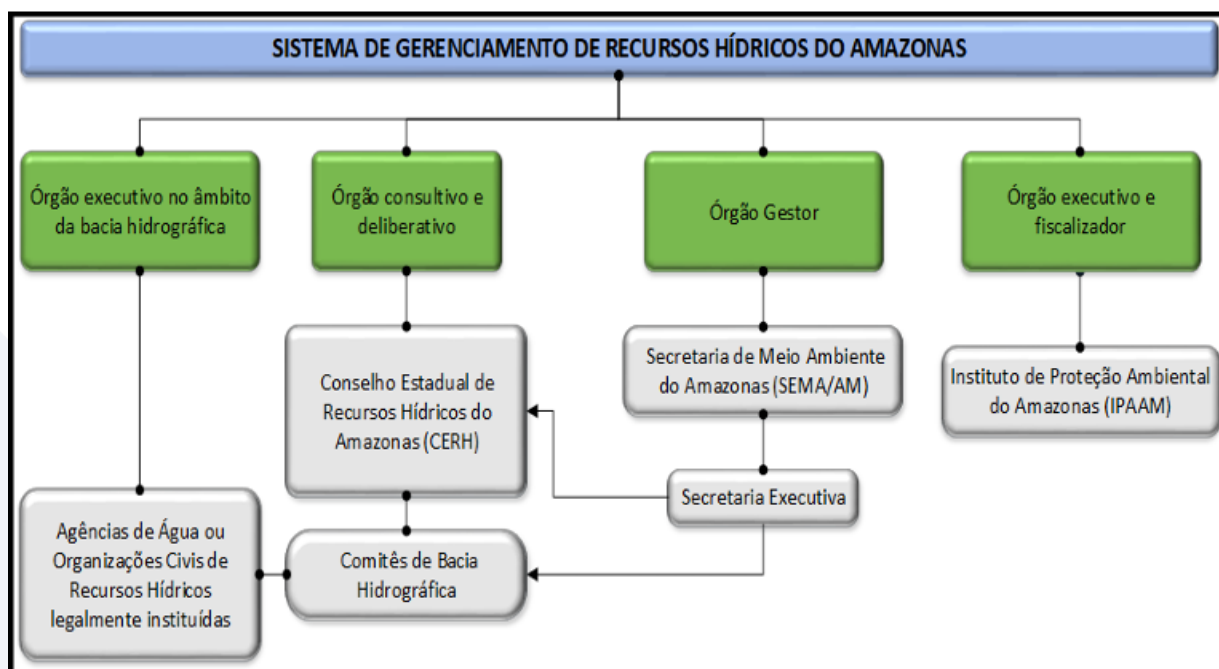 SISTEMA DE GERENCIAMENTO DE RECURSOS HÍDRICOS DO AMAZONAS
Órgão executivo no âmbito
da bacia hidrográfica
Órgão consultivo e
deliberativo
Órgão Gestor
Órgão executivo e
fiscalizador
Conselho Estadual de
Recursos Hídricos do
Amazonas (CERH)
Secretaria de Meio Ambiente
do Amazonas (SEMA/AM)
Instituto de Proteção Ambiental
do Amazonas (IPAAM)
Secretaria Executiva
Agências de Água ou
Organizações Civis de
Recursos Hídricos
legalmente instituídas
Comitês de Bacia
Hidrográfica